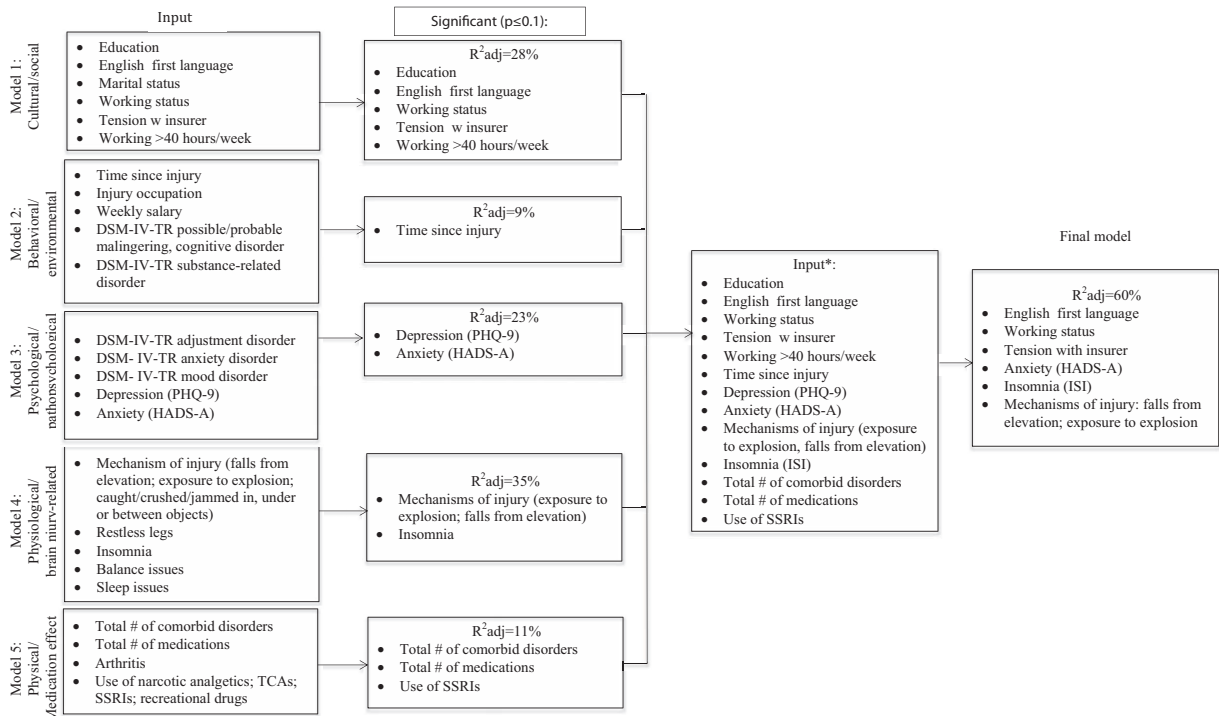 Input
Significant (p≤0.1):
Model 1:
Cultural/social
• Education
• English first language
• Marital status
• Working status
• Tension w insurer
• Working >40 hours/week
R²adj=28%
• Education
• English first language
• Working status
• Tension w insurer
• Working >40 hours/week
Model 2:
Behavioral/
environmental
• Time since injury
• Injury occupation
• Weekly salary
• DSM-IV-TR possible/probable
malingering, cognitive disorder
• DSM-IV-TR substance-related
disorder
R²adj=9%
• Time since injury
Model 3:
Psychological/
pathopsychological
• DSM-IV-TR adjustment disorder
• DSM- IV-TR anxiety disorder
• DSM- IV-TR mood disorder
• Depression (PHQ-9)
• Anxiety (HADS-A)
R²adj=23%
• Depression (PHQ-9)
• Anxiety (HADS-A)
Model 4:
Physiological/
brain niurv-related
• Mechanism of injury (falls from
elevation; exposure to explosion;
caught/crushed/jammed in, under
or between objects)
• Restless legs
• Insomnia
• Balance issues
• Sleep issues
R²adj=35%
• Mechanisms of injury (exposure to
explosion; falls from elevation)
• Insomnia
Model 5:
Physical/
Medication effect
• Total # of comorbid disorders
• Total # of medications
• Arthritis
• Use of narcotic analgetics; TCAs;
SSRIs; recreational drugs
R²adj=11%
• Total # of comorbid disorders
• Total # of medications
• Use of SSRIs
Input*:
• Education
• English first language
• Working status
• Tension w insurer
• Working >40 hours/week
• Time since injury
• Depression (PHQ-9)
• Anxiety (HADS-A)
• Mechanisms of injury (exposure
to explosion, falls from elevation)
• Insomnia (ISI)
• Total # of comorbid disorders
• Total # of medications
• Use of SSRIs
Final model
R²adj=60%
• English first language
• Working status
• Tension with insurer
• Anxiety (HADS-A)
• Insomnia (ISI)
• Mechanisms of injury: falls from
elevation; exposure to explosion